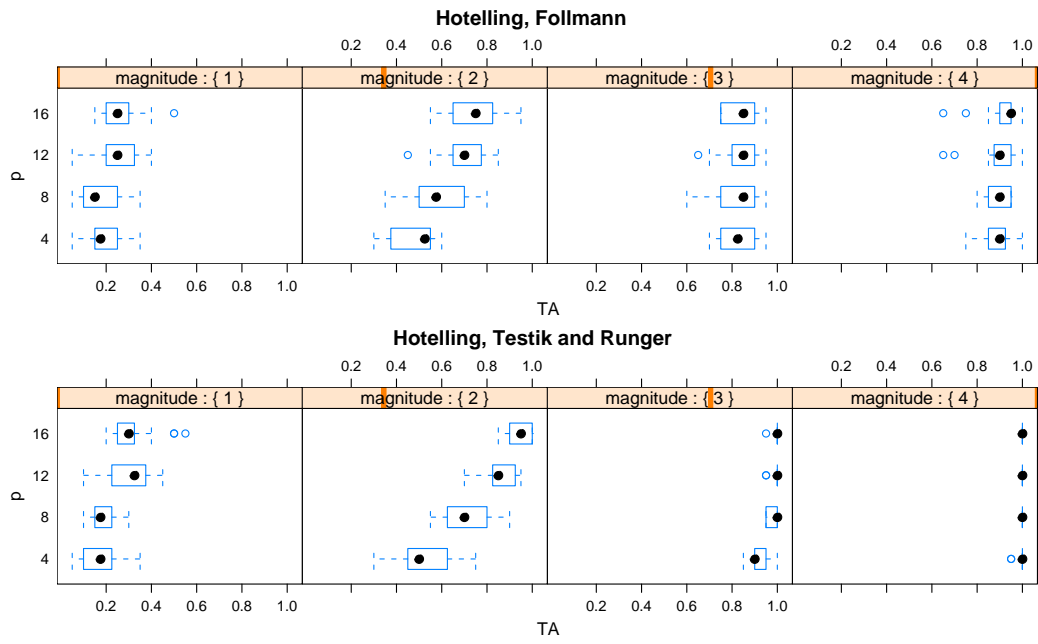 Hotelling, Follmann
0.2 0.4 0.6 0.8 1.0 0.2 0.4 0.6 0.8 1.0
magnitude : { 1 } magnitude : { 2 } magnitude : { 3 } magnitude : { 4 }
16
12
p
8
4
0.2 0.4 0.6 0.8 1.0 0.2 0.4 0.6 0.8 1.0
TA
Hotelling, Testik and Runger
0.2 0.4 0.6 0.8 1.0 0.2 0.4 0.6 0.8 1.0
magnitude : { 1 } magnitude : { 2 } magnitude : { 3 } magnitude : { 4 }
16
12
p
8
4
0.2 0.4 0.6 0.8 1.0 0.2 0.4 0.6 0.8 1.0
TA